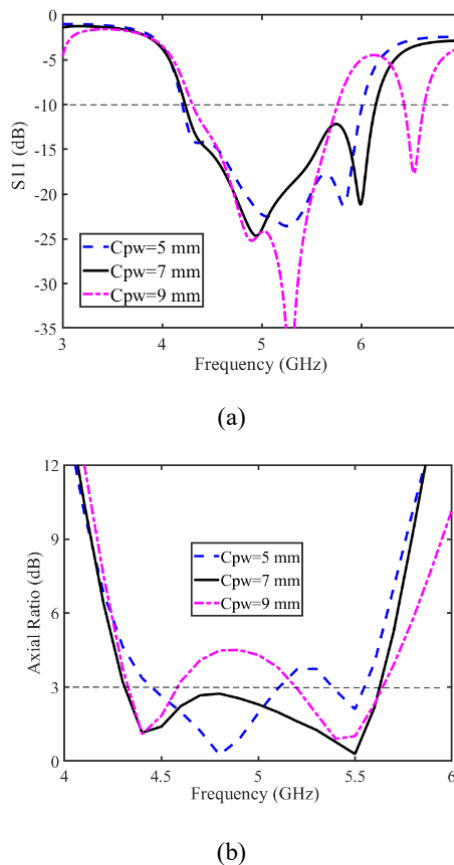 0
-5
-10
-15
-20
-25
-30
-35
S11 (dB)
Cpw=5 mm
Cpw=7 mm
Cpw=9 mm
3 4 5 6
Frequency (GHz)
(a)
12
9
6
3
0
Axial Ratio (dB)
Cpw=5 mm
Cpw=7 mm
Cpw=9 mm
4 4.5 5 5.5 6
Frequency (GHz)
(b)